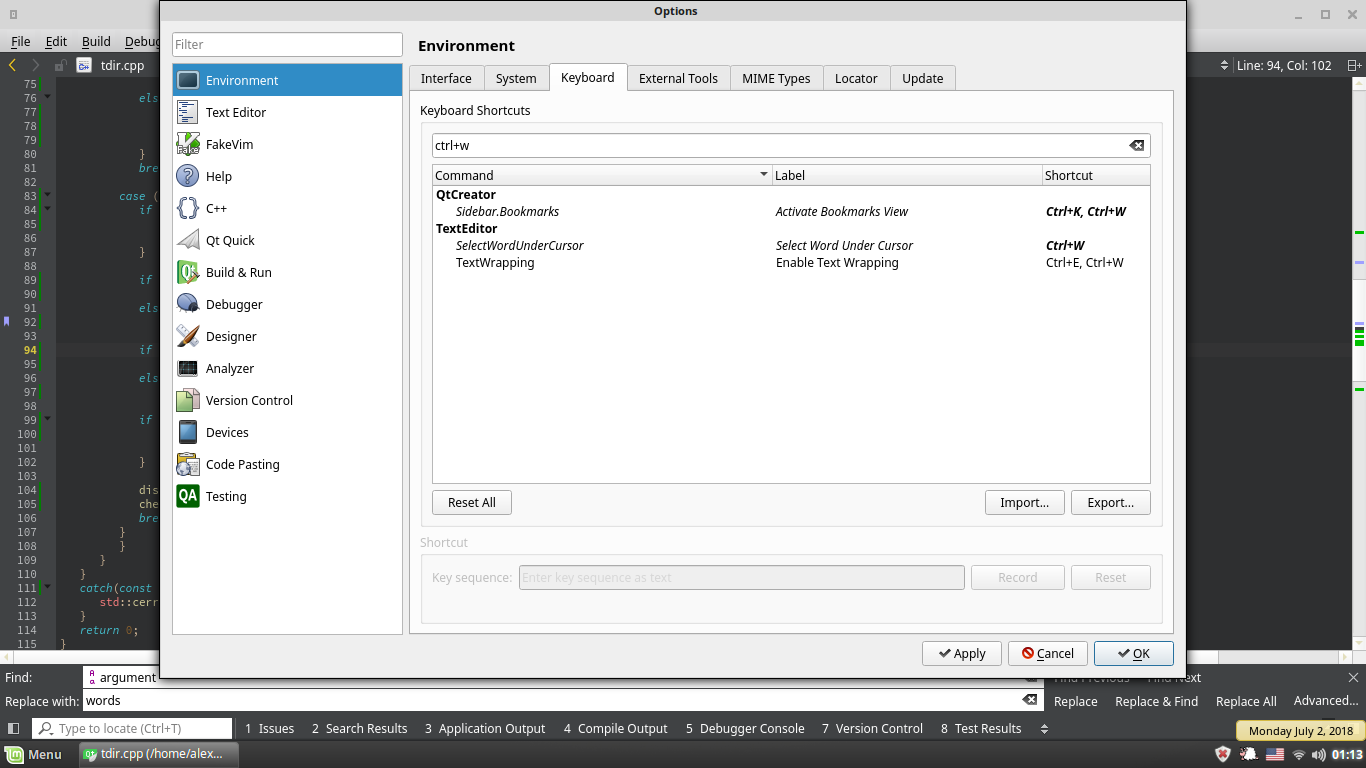 Options
File Edit Build Debug
tdir.cpp
Line: 94, Col: 102
Filter
Environment
Text Editor
FakeVim
Help
C++
Qt Quick
Build & Run
Debugger
Designer
Analyzer
Version Control
Devices
Code Pasting
QA Testing
Environment
Interface System Keyboard External Tools MIME Types Locator Update
Keyboard Shortcuts
ctrl+w
Command Label Shortcut
QtCreator
Sidebar.Bookmarks Activate Bookmarks View Ctrl+K, Ctrl+W
TextEditor
SelectWordUnderCursor Select Word Under Cursor Ctrl+W
TextWrapping Enable Text Wrapping Ctrl+E, Ctrl+W
Reset All Import... Export...
Shortcut
Key sequence: Enter key sequence as text Record Reset
Apply Cancel OK
75
76 els
77
78
79
80 }
81 bre
82
83 case (
84 if
85
86
87 }
88
89 if
90
91 els
92
93
94 if
95
96 els
97
98
99 if
100
101
102 }
103
104 dis
105 che
106 bre
107 }
108 }
109 }
110 }
111 catch(const
112 std::cerr
113 }
114 return 0;
115 }
Find: argument Find Previous Find Next
Replace with: words Replace Replace & Find Replace All Advanced...
Type to locate (Ctrl+T) 1 Issues 2 Search Results 3 Application Output 4 Compile Output 5 Debugger Console 7 Version Control 8 Test Results
Monday July 2, 2018
Menu tdir.cpp (/home/alex... 01:13